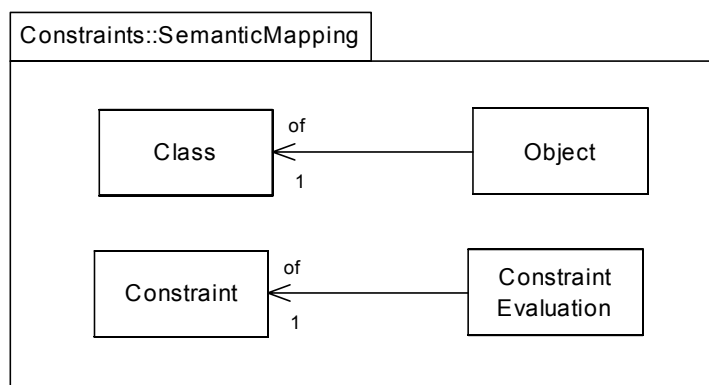 Constraints::SemanticMapping
of
Class
Object
1
of
Constraint
Constraint
Evaluation
1